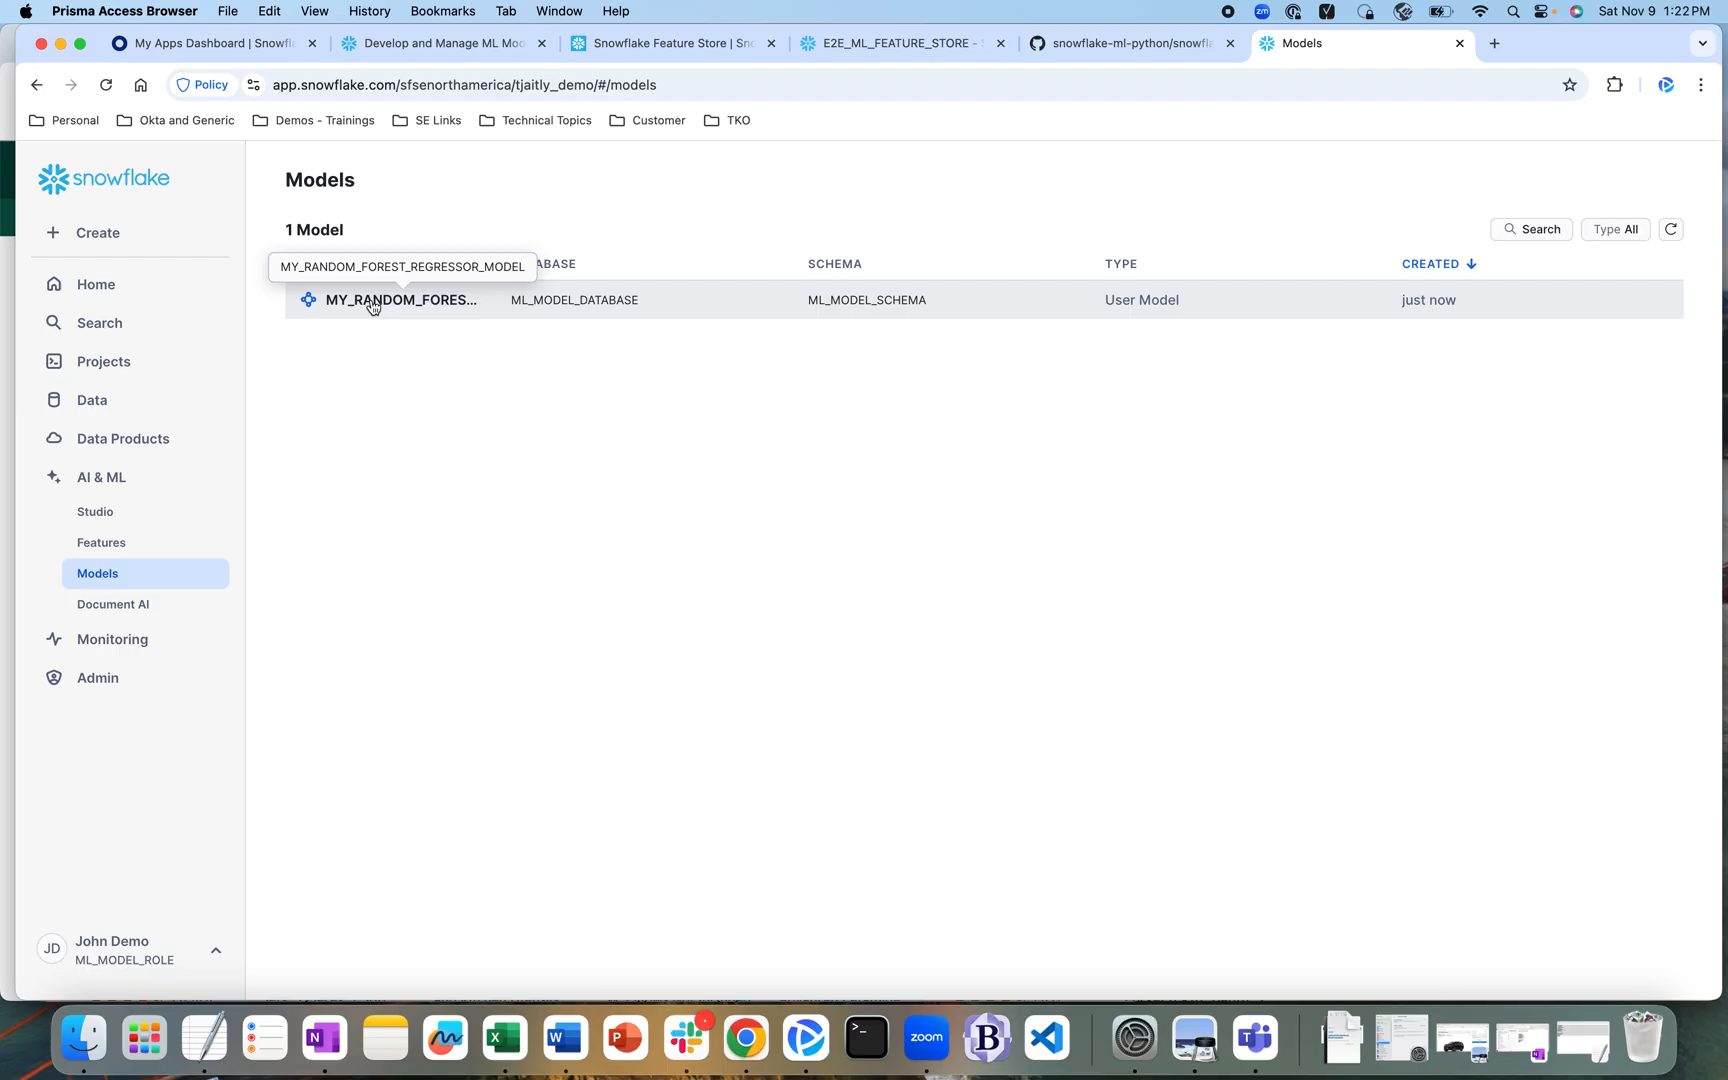 Prisma Access Browser File Edit View History Bookmarks Tab Window Help
zm
Sat Nov 9 1:22 PM
My Apps Dashboard | Snowfl
Develop and Manage ML Mo
Snowflake Feature Store | Sn
E2E_ML_FEATURE_STORE -
snowflake-ml-python/snowfl
Models
Policy
app.snowflake.com/sfsenorthamerica/tjaitly_demo/#/models
Personal
Okta and Generic
Demos - Trainings
SE Links
Technical Topics
Customer
TKO
snowflake
Create
Home
Search
Projects
Data
Data Products
AI & ML
Studio
Features
Models
Document AI
Monitoring
Admin
JD
John Demo
ML_MODEL_ROLE
Models
1 Model
Search
Type All
MY_RANDOM_FOREST_REGRESSOR_MODEL
ABASE
SCHEMA
TYPE
CREATED
MY_RANDOM_FORES...
ML_MODEL_DATABASE
ML_MODEL_SCHEMA
User Model
just now
N
X
W
P
zoom
B